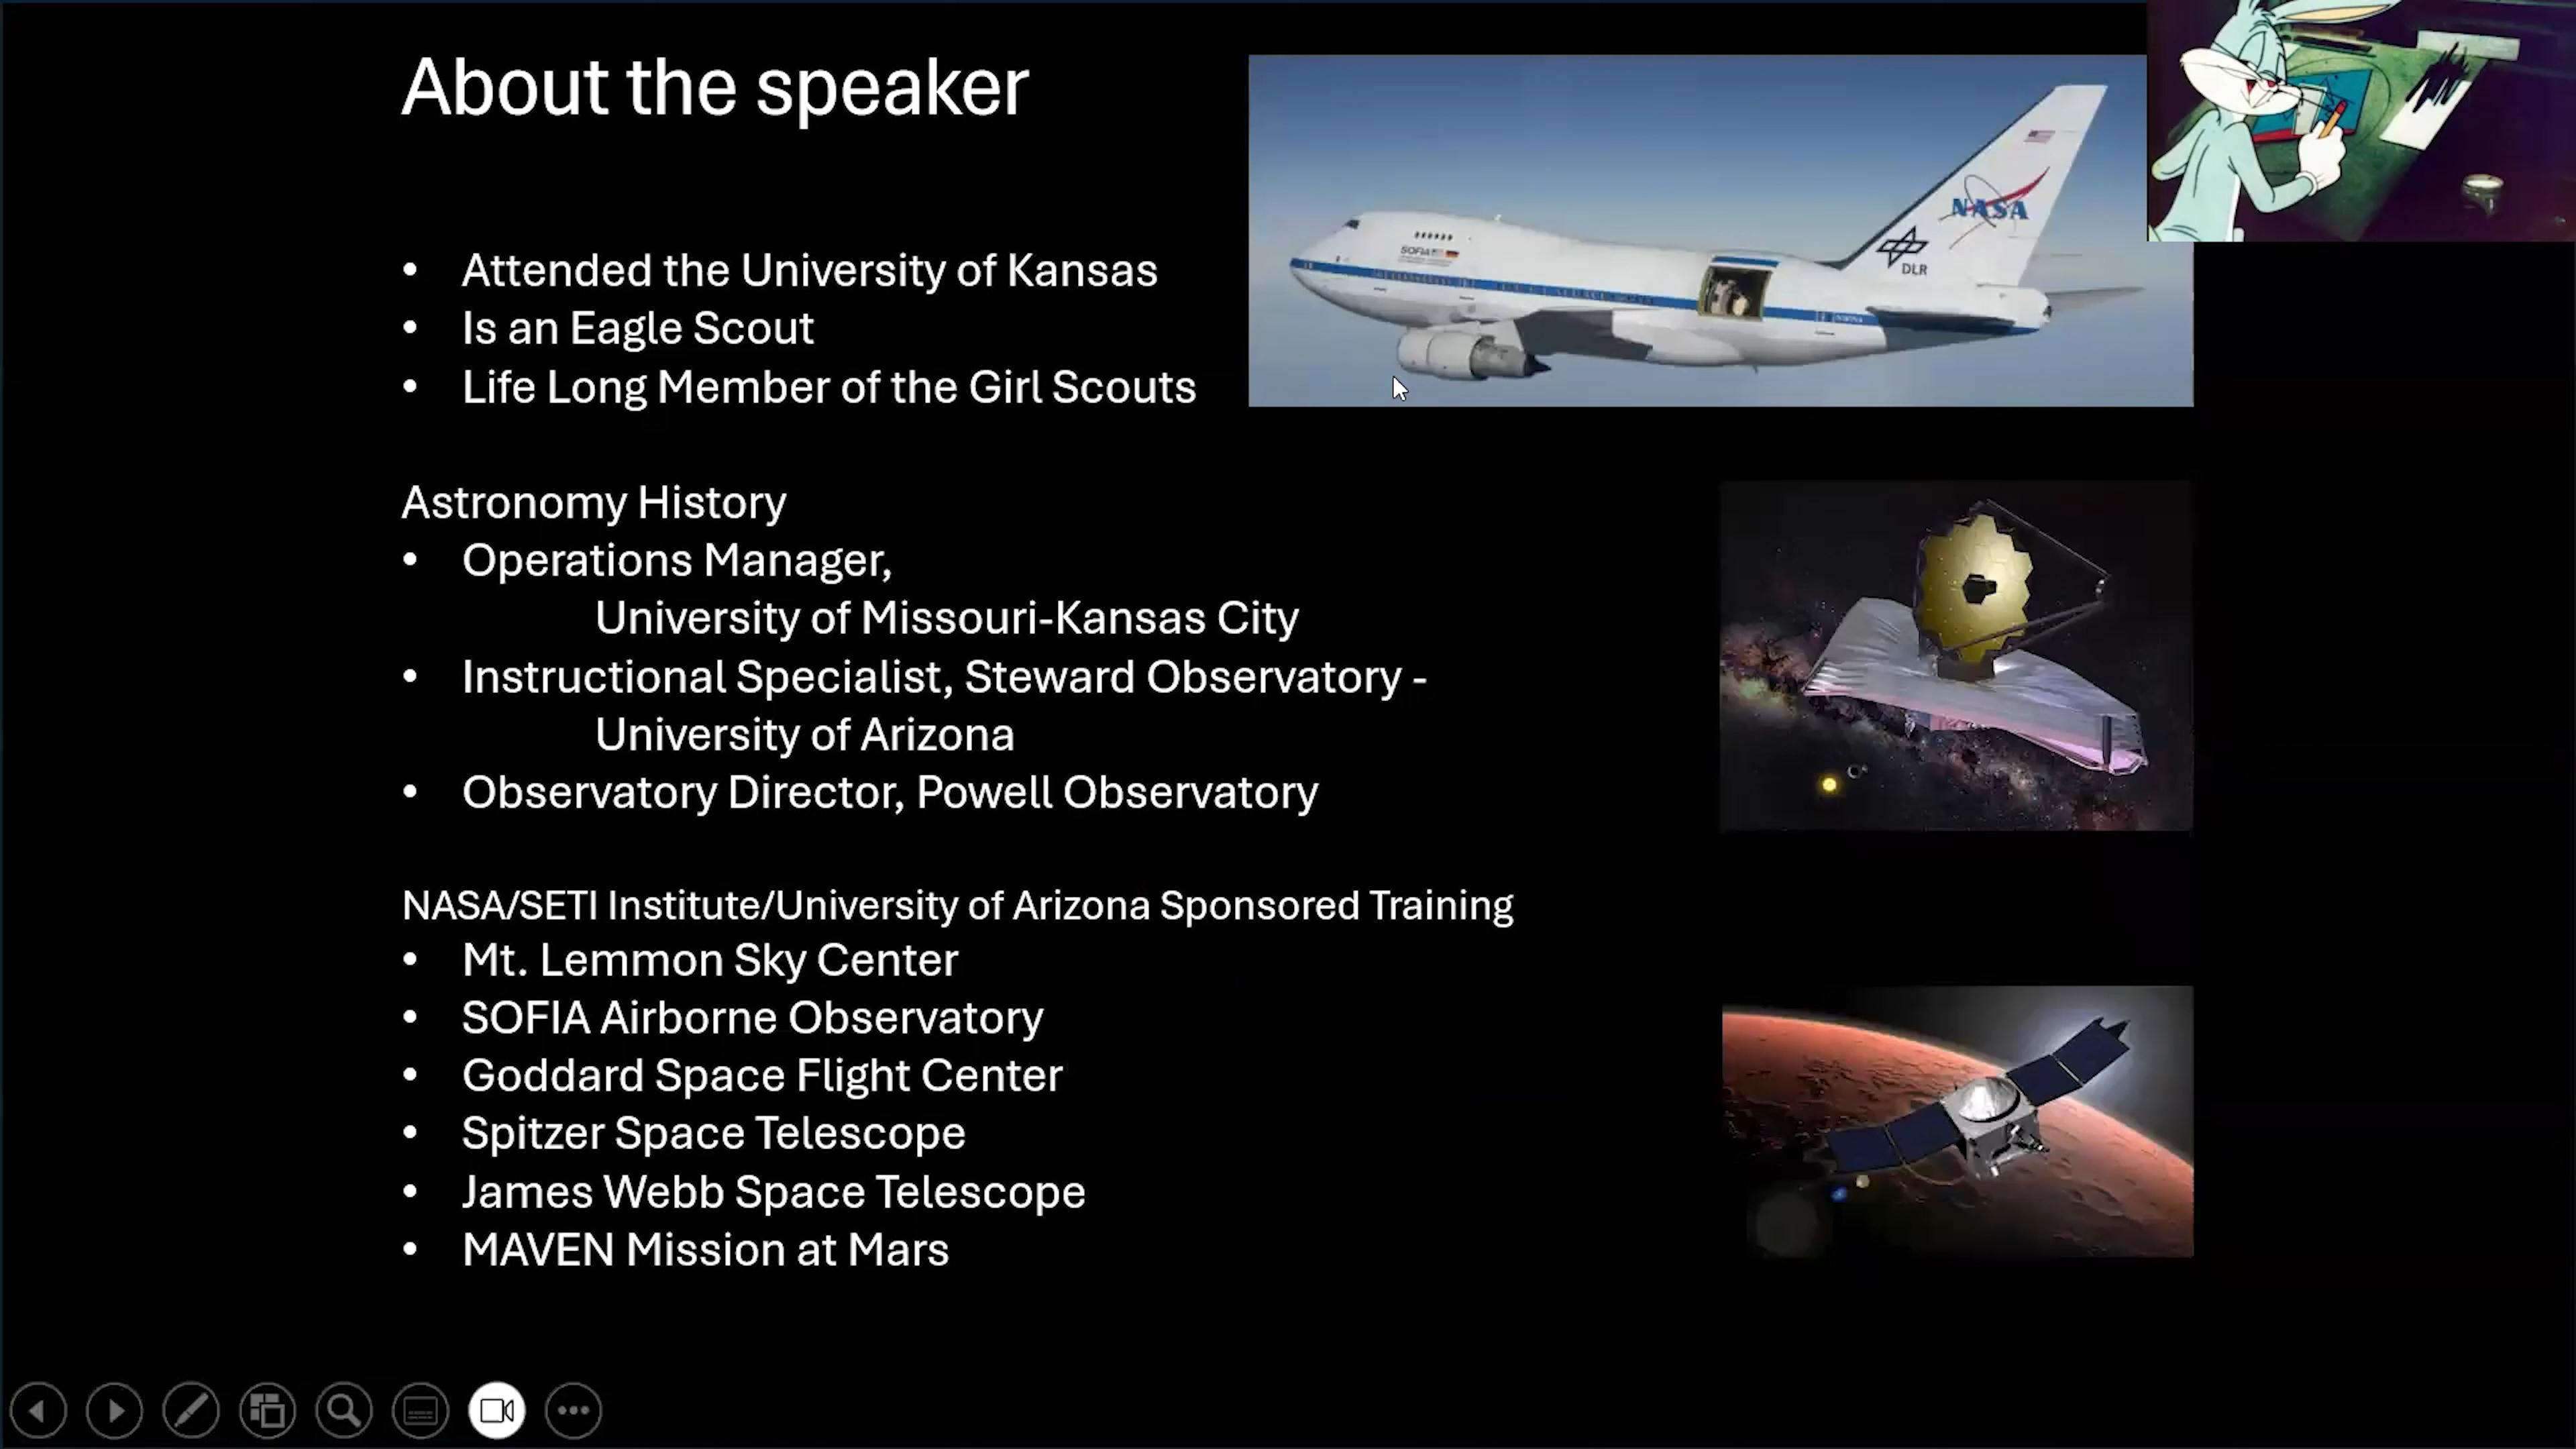 About the speaker
• Attended the University of Kansas
• Is an Eagle Scout
• Life Long Member of the Girl Scouts
SOFIA
NASA
DLR
Astronomy History
• Operations Manager,
University of Missouri-Kansas City
• Instructional Specialist, Steward Observatory -
University of Arizona
• Observatory Director, Powell Observatory
NASA/SETI Institute/University of Arizona Sponsored Training
• Mt. Lemmon Sky Center
• SOFIA Airborne Observatory
• Goddard Space Flight Center
• Spitzer Space Telescope
• James Webb Space Telescope
• MAVEN Mission at Mars